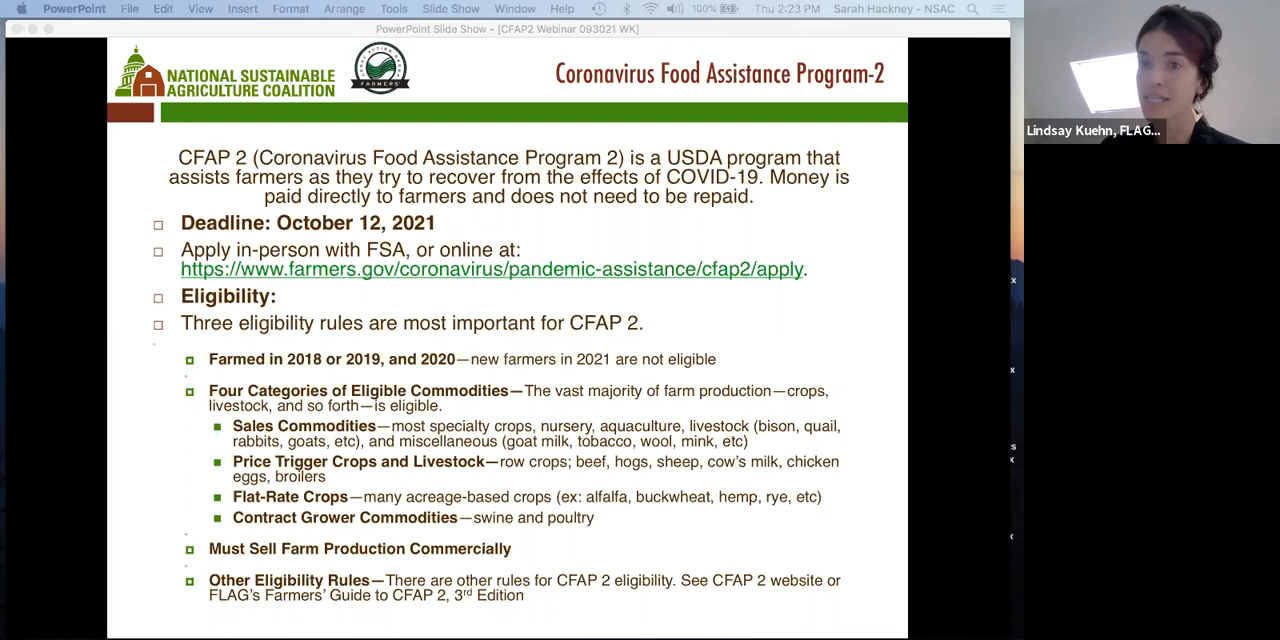 PowerPoint File Edit View Insert Format Arrange Tools Slide Show Window Help 100% Thu 2:23 PM Sarah Hackney - NSAC
PowerPoint Slide Show - [CFAP2 Webinar 093021 WK]
NATIONAL SUSTAINABLE
AGRICULTURE COALITION
FARMERS'
Coronavirus Food Assistance Program-2
Lindsay Kuehn, FLAG...
CFAP 2 (Coronavirus Food Assistance Program 2) is a USDA program that
assists farmers as they try to recover from the effects of COVID-19. Money is
paid directly to farmers and does not need to be repaid.
Deadline: October 12, 2021
Apply in-person with FSA, or online at:
https://www.farmers.gov/coronavirus/pandemic-assistance/cfap2/apply.
Eligibility:
Three eligibility rules are most important for CFAP 2.
Farmed in 2018 or 2019, and 2020—new farmers in 2021 are not eligible
Four Categories of Eligible Commodities—The vast majority of farm production—crops,
livestock, and so forth—is eligible.
Sales Commodities—most specialty crops, nursery, aquaculture, livestock (bison, quail,
rabbits, goats, etc), and miscellaneous (goat milk, tobacco, wool, mink, etc)
Price Trigger Crops and Livestock—row crops; beef, hogs, sheep, cow's milk, chicken
eggs, broilers
Flat-Rate Crops—many acreage-based crops (ex: alfalfa, buckwheat, hemp, rye, etc)
Contract Grower Commodities—swine and poultry
Must Sell Farm Production Commercially
Other Eligibility Rules—There are other rules for CFAP 2 eligibility. See CFAP 2 website or
FLAG's Farmers' Guide to CFAP 2, 3rd Edition